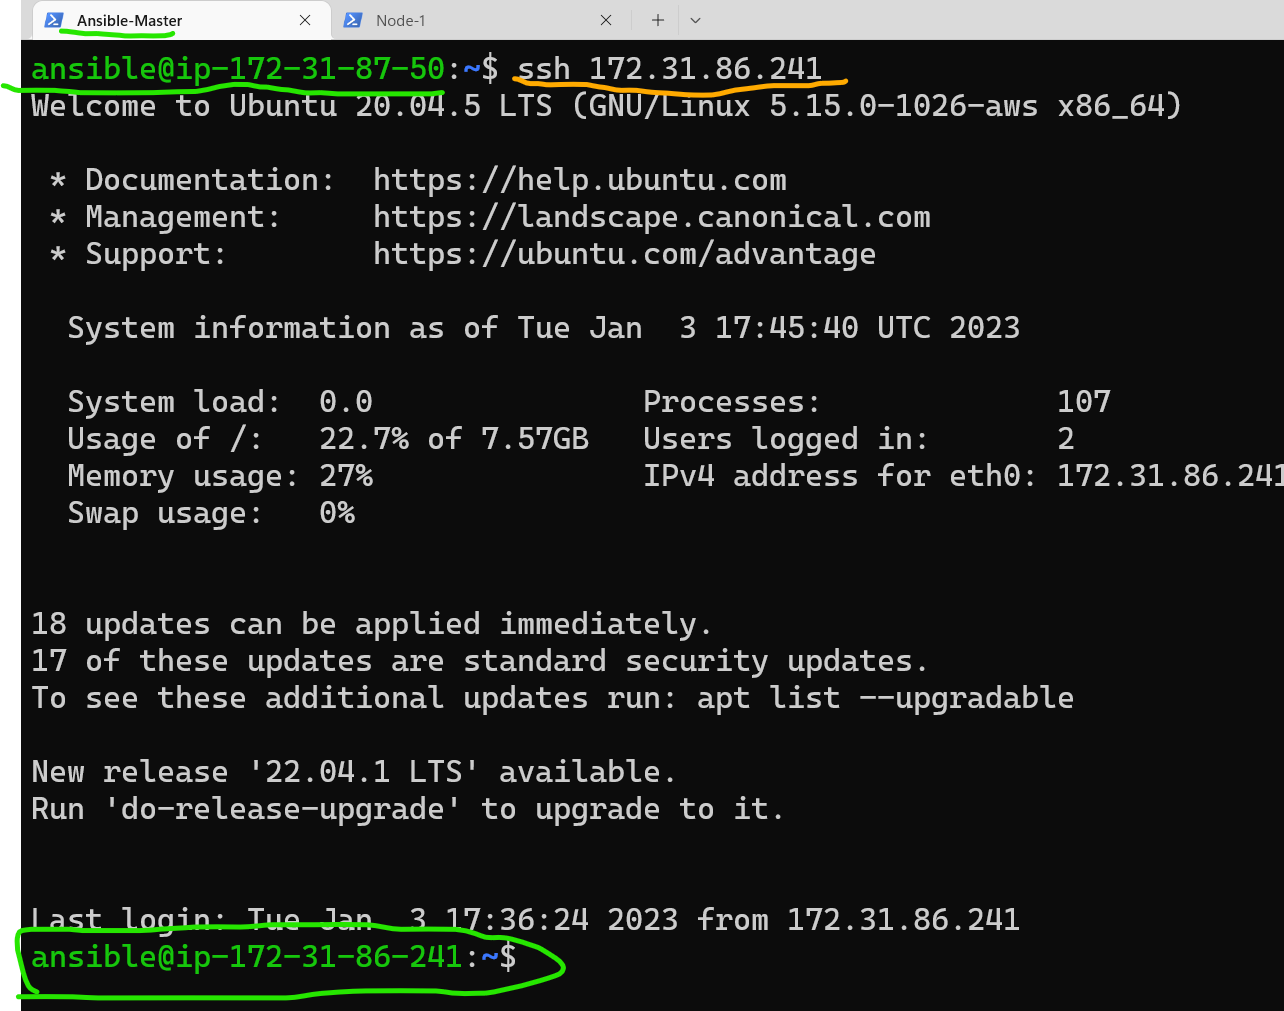 Ansible-Master Node-1
ansible@ip-172-31-87-50:~$ ssh 172.31.86.241
Welcome to Ubuntu 20.04.5 LTS (GNU/Linux 5.15.0-1026-aws x86_64)
* Documentation: https://help.ubuntu.com
* Management: https://landscape.canonical.com
* Support: https://ubuntu.com/advantage
System information as of Tue Jan 3 17:45:40 UTC 2023
System load: 0.0 Processes: 107
Usage of /: 22.7% of 7.57GB Users logged in: 2
Memory usage: 27% IPv4 address for eth0: 172.31.86.241
Swap usage: 0%
18 updates can be applied immediately.
17 of these updates are standard security updates.
To see these additional updates run: apt list --upgradable
New release '22.04.1 LTS' available.
Run 'do-release-upgrade' to upgrade to it.
Last login: Tue Jan 3 17:36:24 2023 from 172.31.86.241
ansible@ip-172-31-86-241:~$